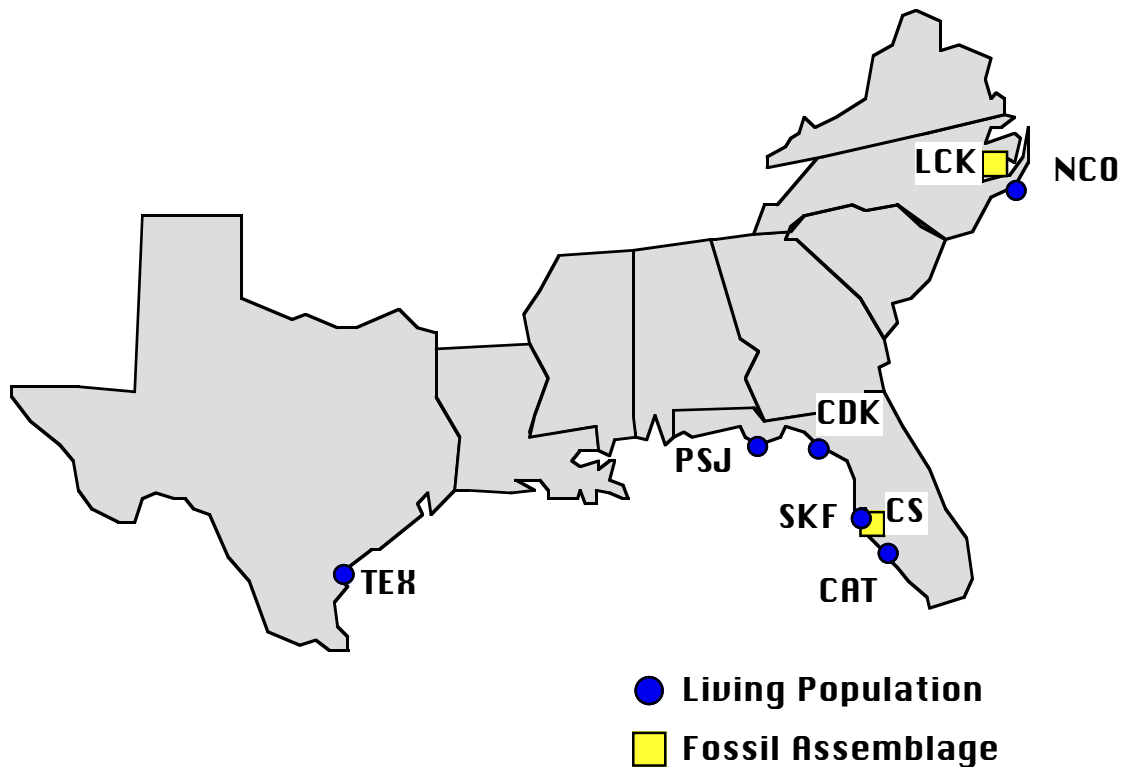 LCK
NCO
CDK
PSJ
CS
SKF
TEX
CAT
Living Population
Fossil Assemblage